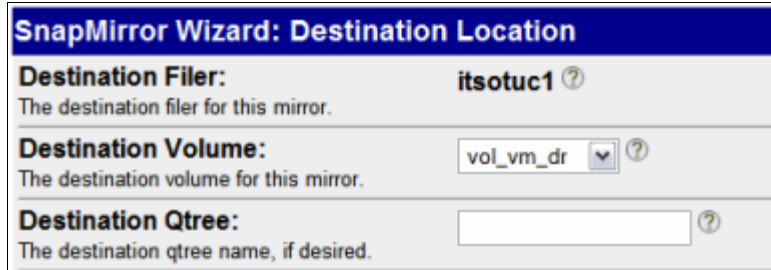 SnapMirror Wizard: Destination Location
Destination Filer:
itsotuc1 ?
The destination filer for this mirror.
Destination Volume:
vol_vm_dr ?
The destination volume for this mirror.
Destination Qtree:
?
The destination qtree name, if desired.